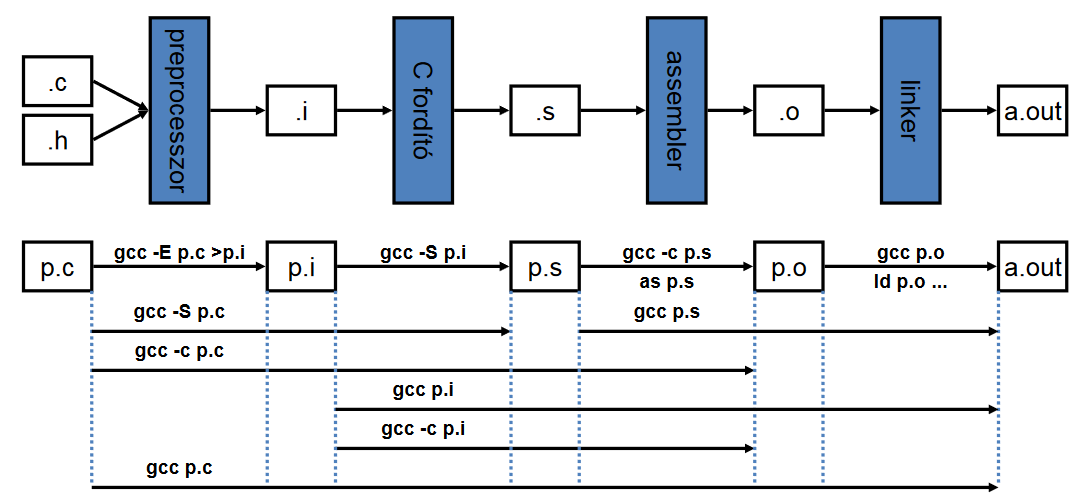 .c
.h
preprocesszor
.i
C fordító
.s
assembler
.o
linker
a.out
p.c
gcc -E p.c >p.i
p.i
gcc -S p.i
p.s
gcc -c p.s
as p.s
p.o
gcc p.o
ld p.o ...
a.out
gcc -S p.c
gcc p.s
gcc -c p.c
gcc p.i
gcc -c p.i
gcc p.c